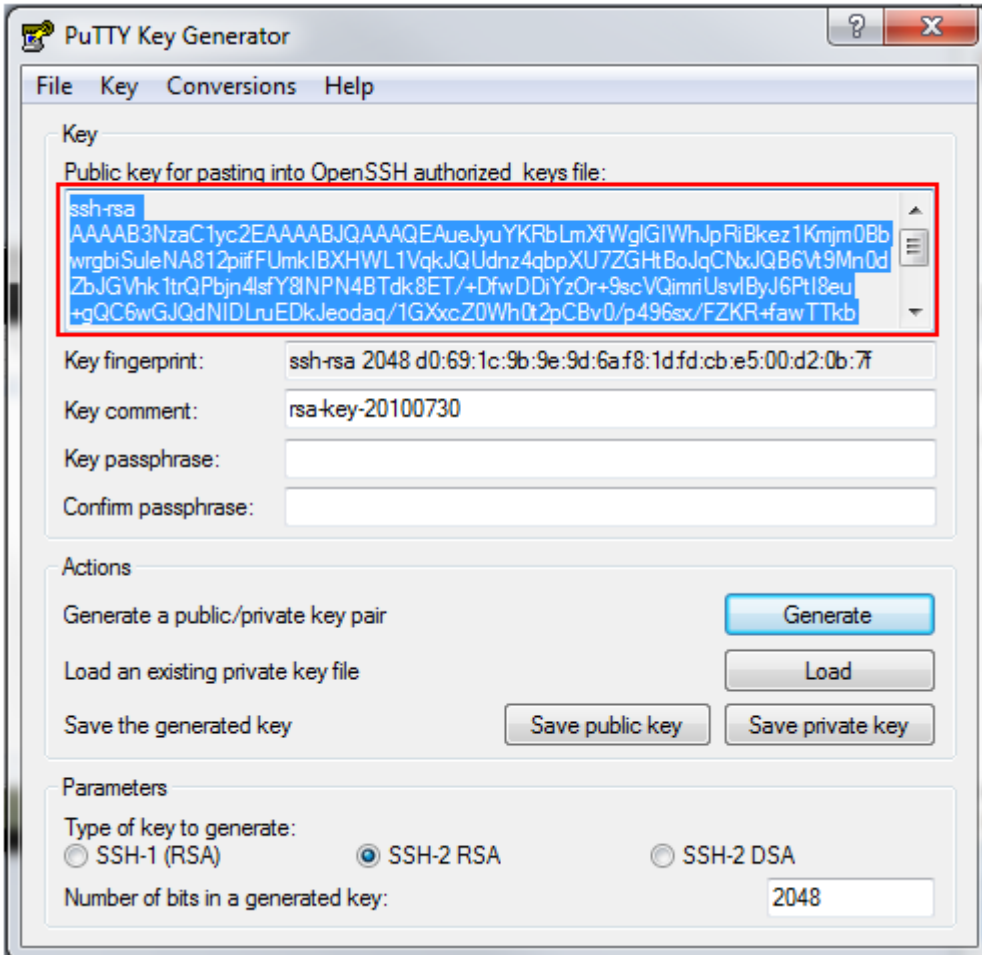 PuTTY Key Generator
File Key Conversions Help
Key
Public key for pasting into OpenSSH authorized_keys file:
ssh-rsa
AAAAB3NzaC1yc2EAAAABJQAAAQEAueJyuYKRbLmXfWglGIWhJpRiBkez1Kmjm0Bb
wrgbiSuleNA812piifFUmkIBXHWL1VqkJQUdnz4qbpXU7ZGHtBoJqCNxJQB6Vt9Mn0d
ZbJGVhk1trQPbjn4lsfY8lNPN4BTdk8ET/+DfwDDiYzOr+9scVQimriUsvlByJ6PtI8eu
+gQC6wGJQdNIDLruEDkJeodaq/1GXxcZ0Wh0t2pCBv0/p496sx/FZKR+fawTTkb
Key fingerprint: ssh-rsa 2048 d0:69:1c:9b:9e:9d:6a:f8:1d:fd:cb:e5:00:d2:0b:7f
Key comment: rsa-key-20100730
Key passphrase:
Confirm passphrase:
Actions
Generate a public/private key pair Generate
Load an existing private key file Load
Save the generated key Save public key Save private key
Parameters
Type of key to generate:
SSH-1 (RSA) SSH-2 RSA SSH-2 DSA
Number of bits in a generated key: 2048